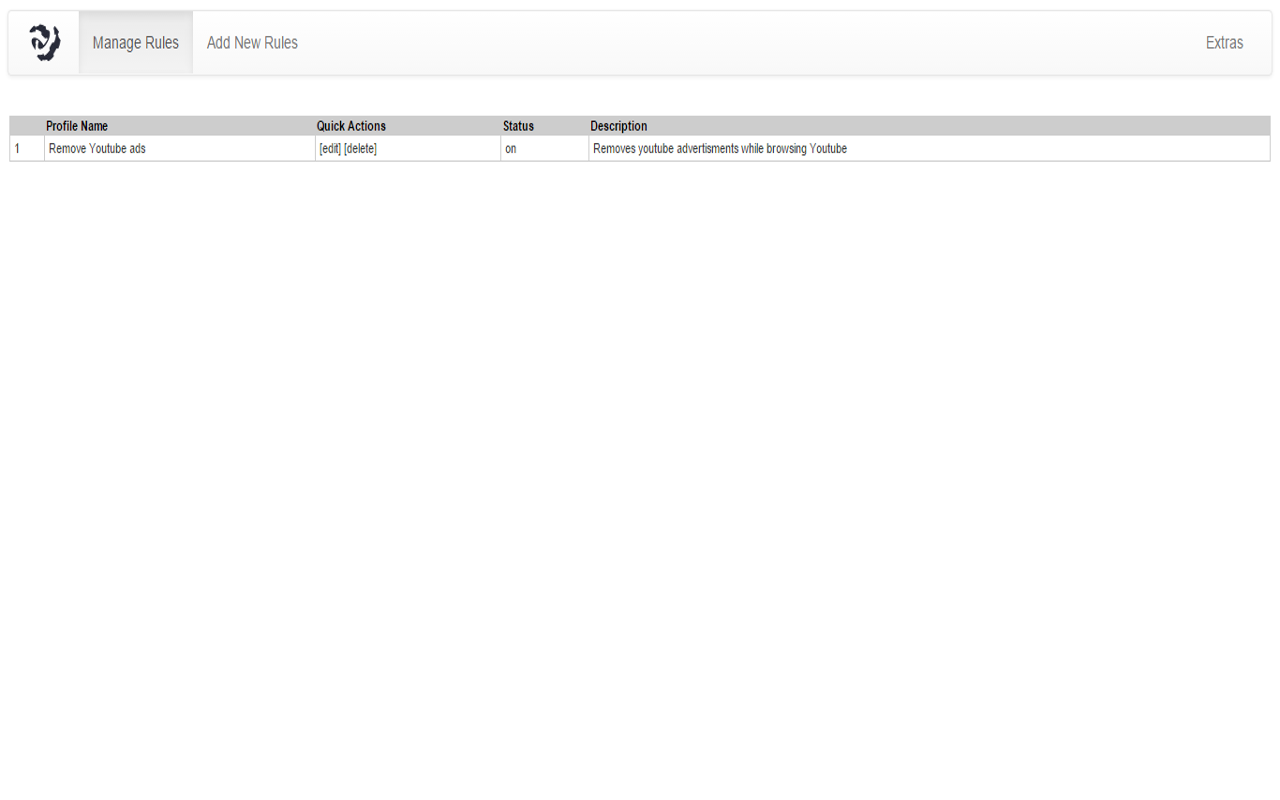 Manage Rules Add New Rules Extras
Profile Name Quick Actions Status Description
1 Remove Youtube ads [edit] [delete] on Removes youtube advertisments while browsing Youtube